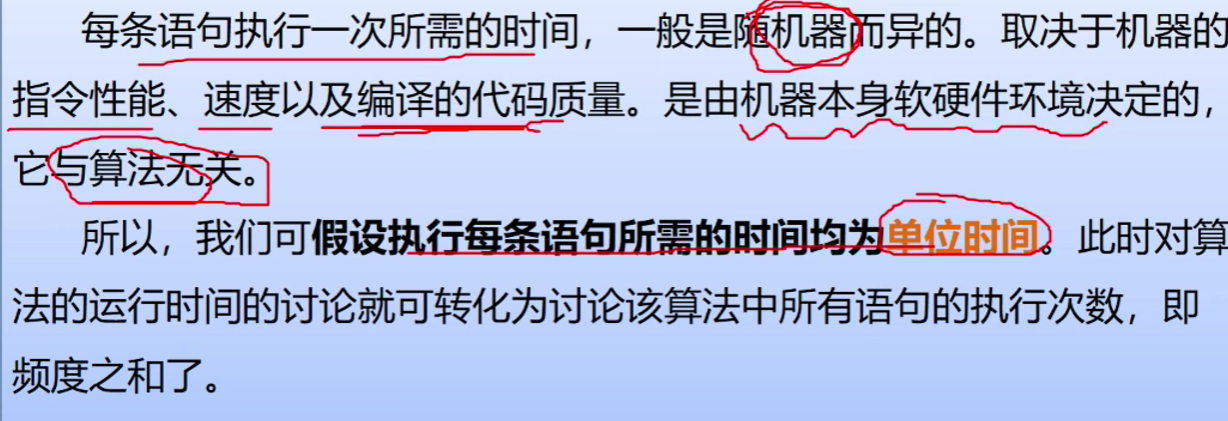 每条语句执行一次所需的时间，一般是随机器而异的。取决于机器的
指令性能、速度以及编译的代码质量。是由机器本身软硬件环境决定的，
它与算法无关。
所以，我们可假设执行每条语句所需的时间均为单位时间。此时对算
法的运行时间的讨论就可转化为讨论该算法中所有语句的执行次数，即
频度之和了。